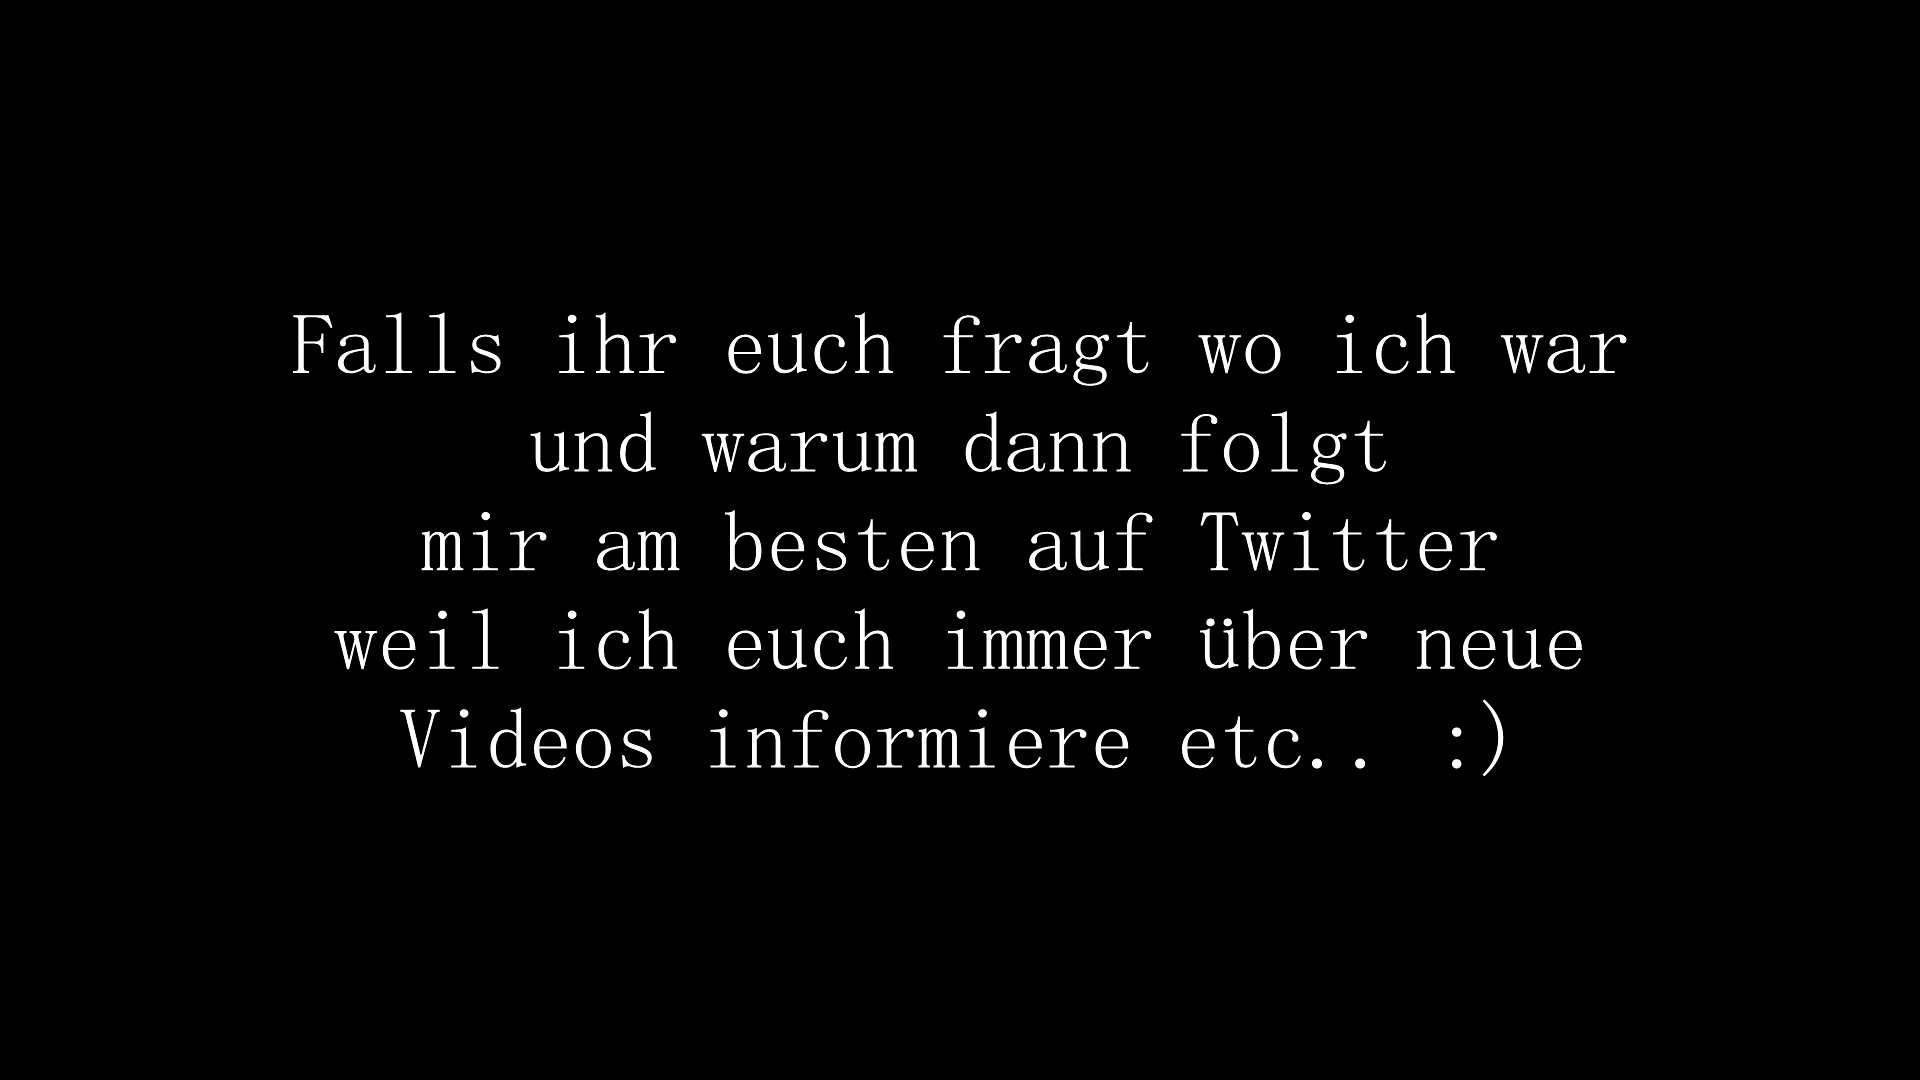 Falls ihr euch fragt wo ich war
und warum dann folgt
mir am besten auf Twitter
weil ich euch immer über neue
Videos informiere etc.. :)